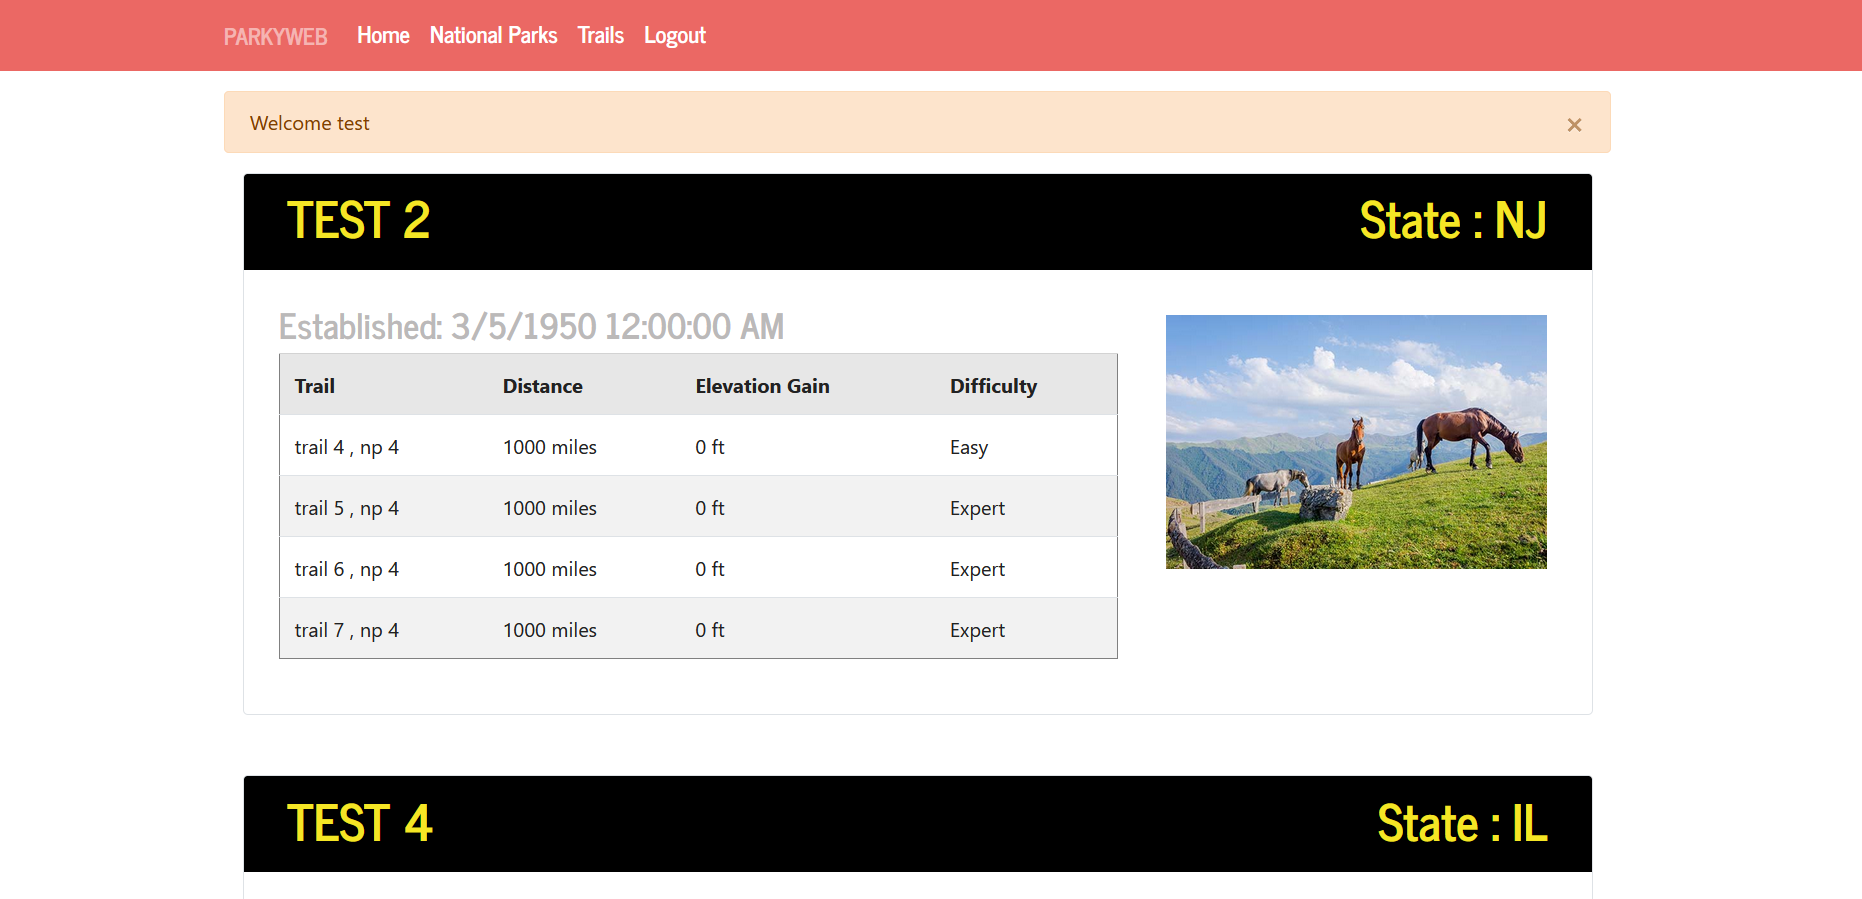 PARKYWEB Home National Parks Trails Logout
Welcome test ×
TEST 2 State : NJ
Established: 3/5/1950 12:00:00 AM
Trail Distance Elevation Gain Difficulty
trail 4 , np 4 1000 miles 0 ft Easy
trail 5 , np 4 1000 miles 0 ft Expert
trail 6 , np 4 1000 miles 0 ft Expert
trail 7 , np 4 1000 miles 0 ft Expert
TEST 4 State : IL